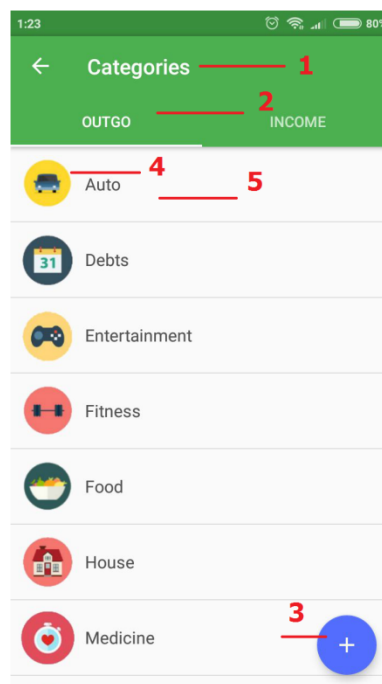 1:23 80%
Categories 1
2
OUTGO INCOME
4
Auto 5
31 Debts
Entertainment
Fitness
Food
House
3
Medicine
+